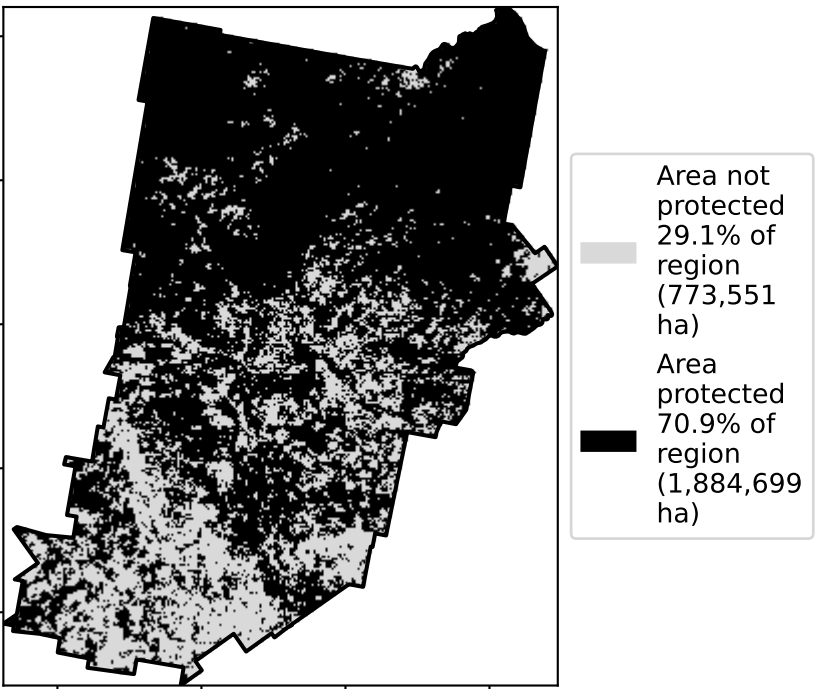 Area not
protected
29.1% of
region
(773,551
ha)
Area
protected
70.9% of
region
(1,884,699
ha)